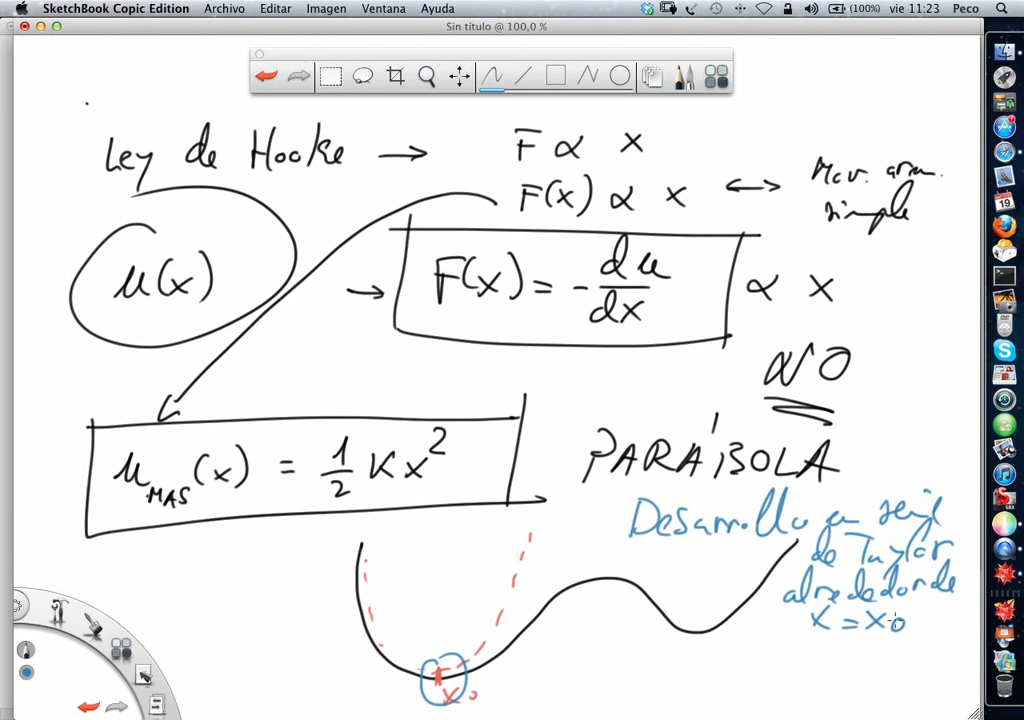 SketchBook Copic Edition Archivo Editar Imagen Ventana Ayuda (100%) vie 11:23 Peco
Sin título @ 100,0 %
Ley de Hooke → F α x
F(x) α x ↔ Mov. arm.
simple
u(x) → F(x) = - du/dx α x
NO
u_MAS(x) = 1/2 K x²
PARÁBOLA
Desarrollo en serie
de Taylor
alrededor de
x = x₀
x₀
19